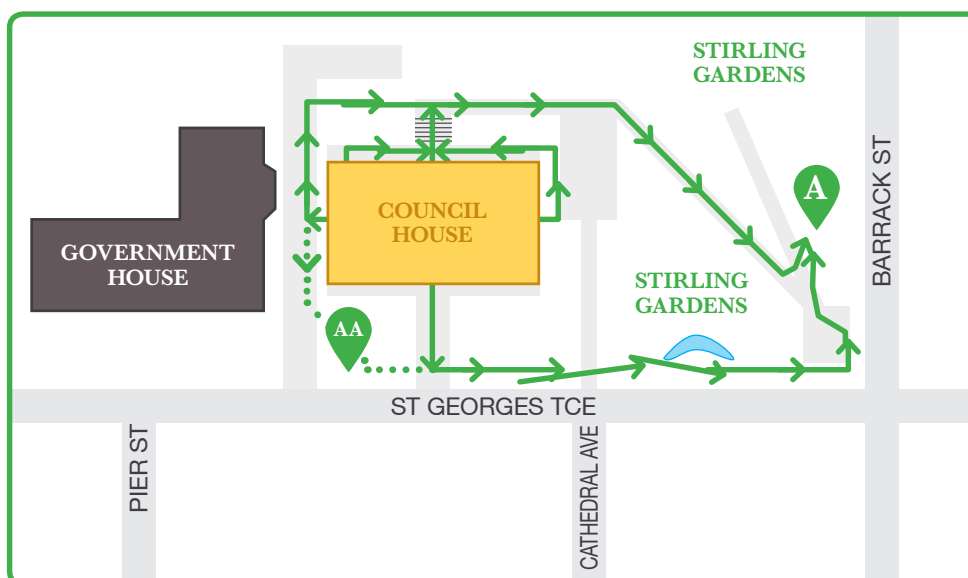 STIRLING
GARDENS
A
BARRACK ST
COUNCIL
HOUSE
GOVERNMENT
HOUSE
STIRLING
GARDENS
AA
ST GEORGES TCE
PIER ST
CATHEDRAL AVE